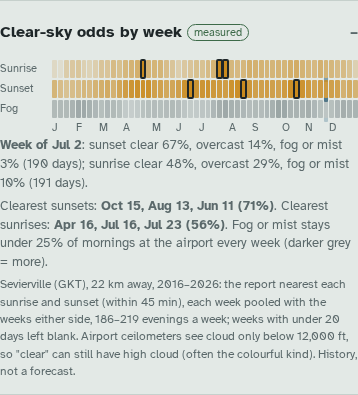 Clear-sky odds by week measured –
Sunrise
Sunset
Fog
J F M A M J J A S O N D
Week of Jul 2: sunset clear 67%, overcast 14%, fog or mist
3% (190 days); sunrise clear 48%, overcast 29%, fog or mist
10% (191 days).
Clearest sunsets: Oct 15, Aug 13, Jun 11 (71%). Clearest
sunrises: Apr 16, Jul 16, Jul 23 (56%). Fog or mist stays
under 25% of mornings at the airport every week (darker grey
= more).
Sevierville (GKT), 22 km away, 2016–2026: the report nearest each
sunrise and sunset (within 45 min), each week pooled with the
weeks either side, 186–219 evenings a week; weeks with under 20
days left blank. Airport ceilometers see cloud only below 12,000 ft,
so "clear" can still have high cloud (often the colourful kind). History,
not a forecast.